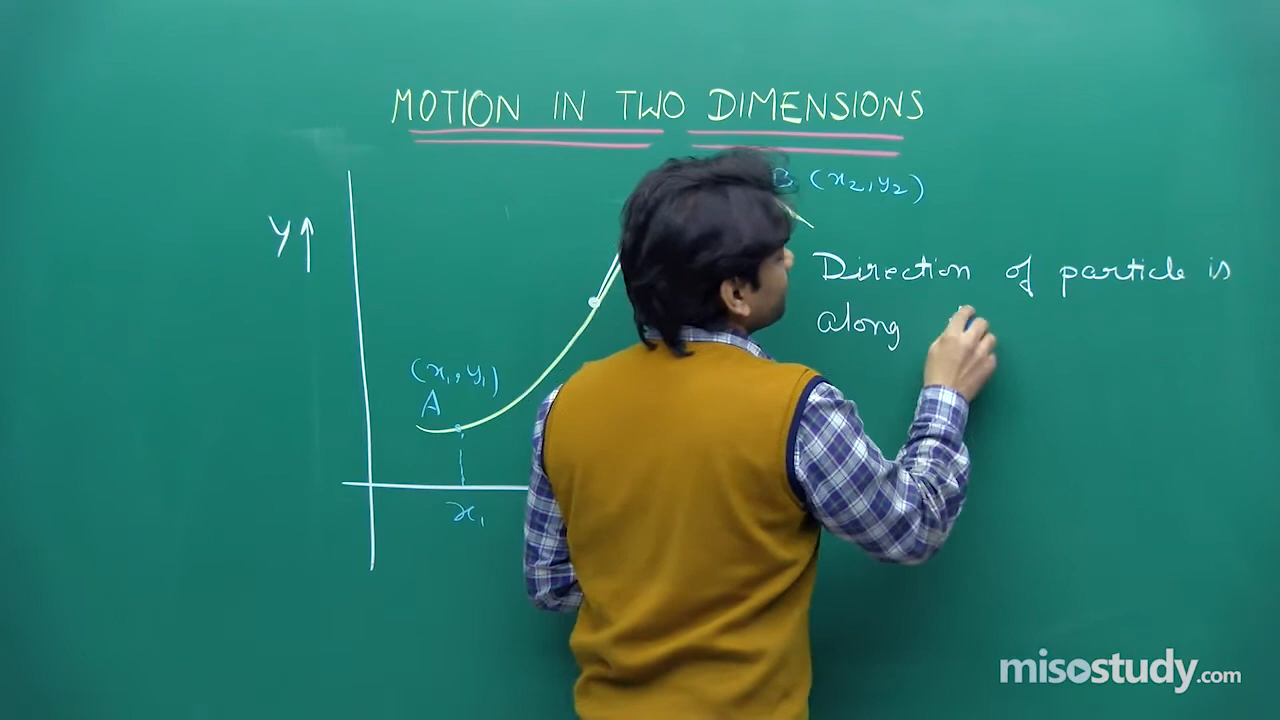 MOTION IN TWO DIMENSIONS
B (x₂, y₂)
Y↑
Direction of particle is
along
(x₁, y₁)
A
x₁
misostudy.com